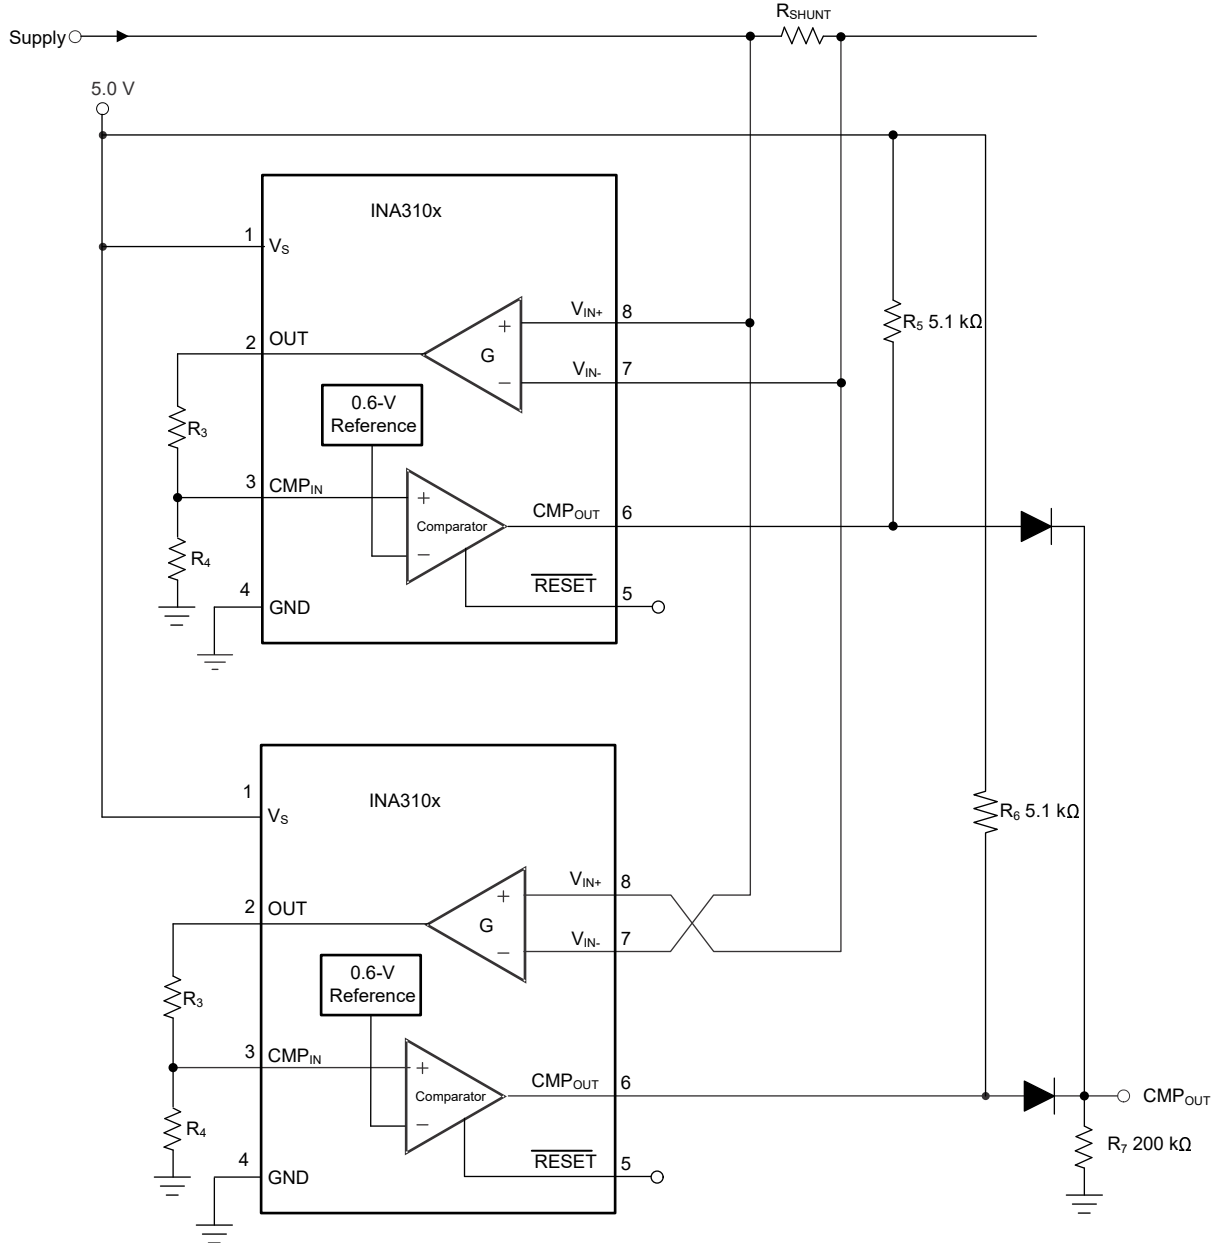 R_SHUNT
Supply
5.0 V
INA310x
1
V_S
V_IN+
8
R_5 5.1 kΩ
2
OUT
+
G
V_IN-
7
−
0.6-V
Reference
R_3
3
CMP_IN
+
CMP_OUT
6
Comparator
−
R_4
RESET
5
4
GND
INA310x
1
V_S
R_6 5.1 kΩ
V_IN+
8
2
OUT
+
G
V_IN-
7
−
0.6-V
Reference
R_3
3
CMP_IN
+
CMP_OUT
6
Comparator
CMP_OUT
−
R_4
R_7 200 kΩ
RESET
5
4
GND